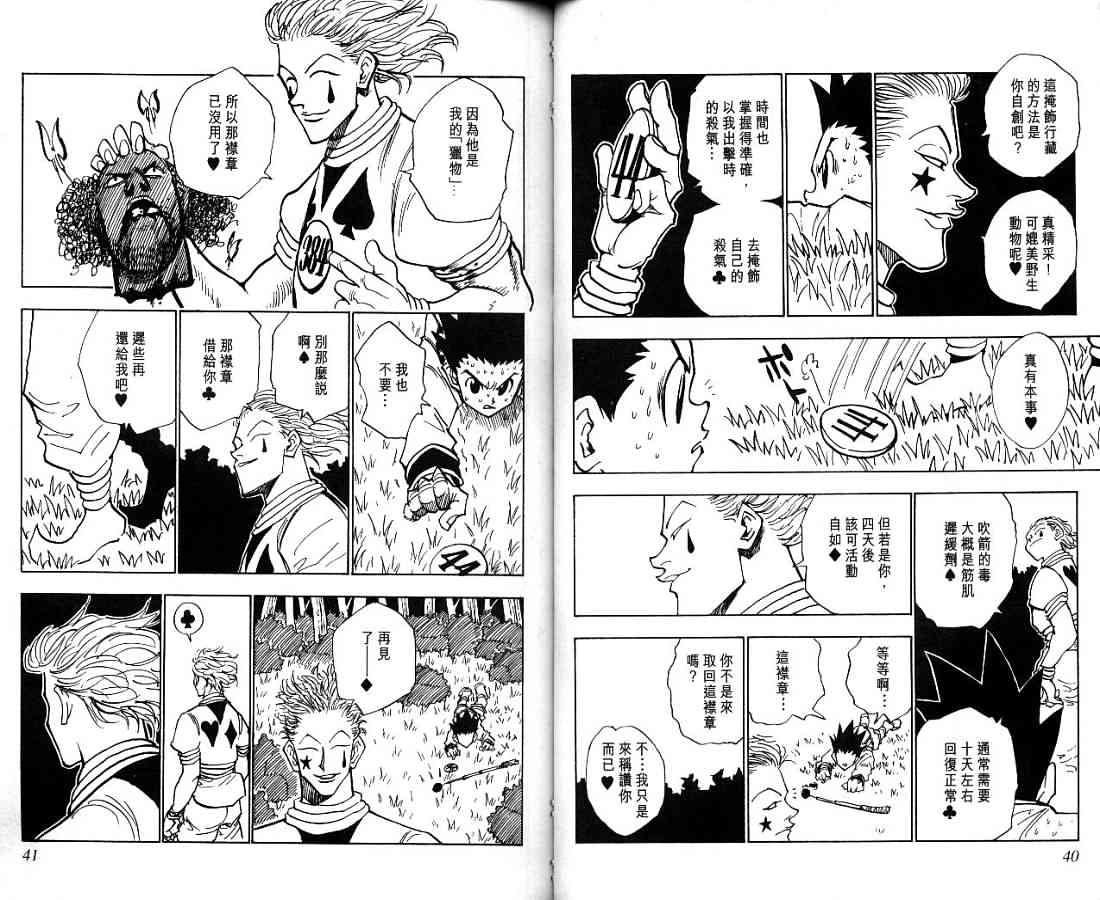 這掩飾行藏
的方法是
你自創吧？
真精采！
可媲美野生
動物呢♥
時間也
掌握得準確，
以我出擊時
的殺氣…
去掩飾
自己的
殺氣♣
44
真有本事♥
ポト
44
吹箭的毒
大概是筋肌
遲緩劑♠
通常需要
十天左右
回復正常♣
但若是你，
四天後
該可活動
自如♦
等等啊…
這襟章…
你不是來
取回這襟章
嗎？
不…我只是
來稱讚你
而已♥
40
因為他是
我的「獵物」…
所以那襟章
已沒用了♥
384
我也
不要…
44
別那麼説
啊♠
那襟章
借給你♣
遲些再
還給我吧♥
再見
了——♦
♣
41